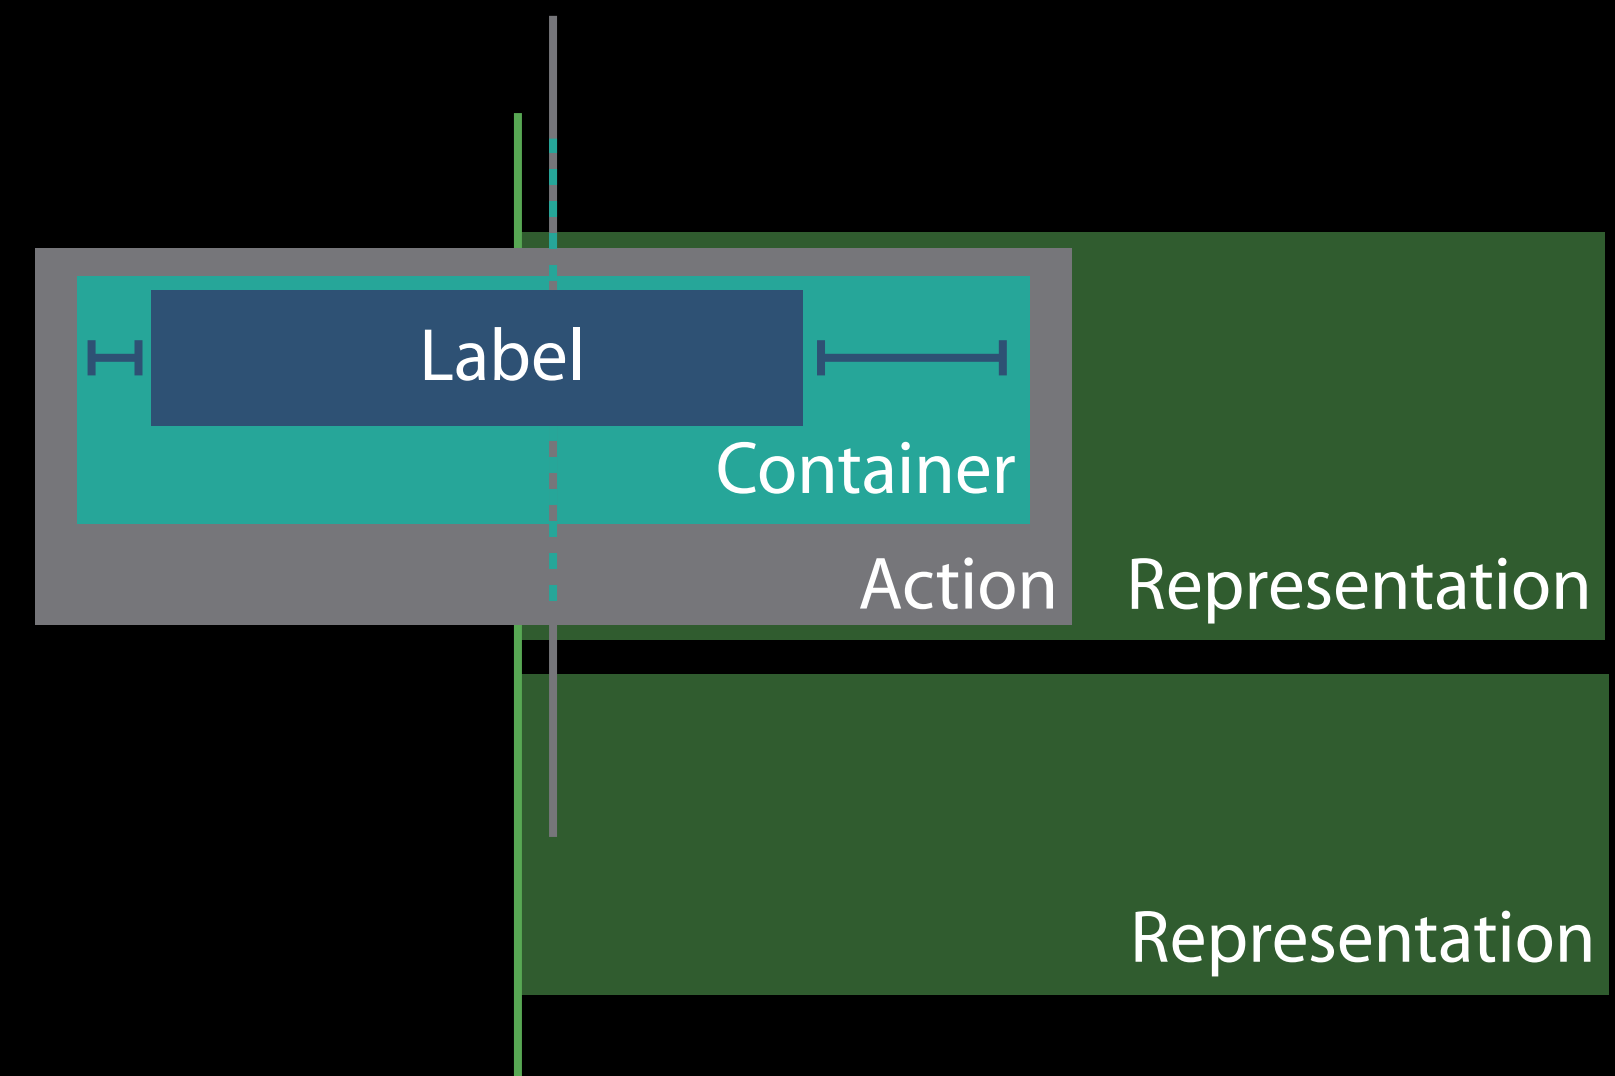 Label
Container
Action
Representation
Representation